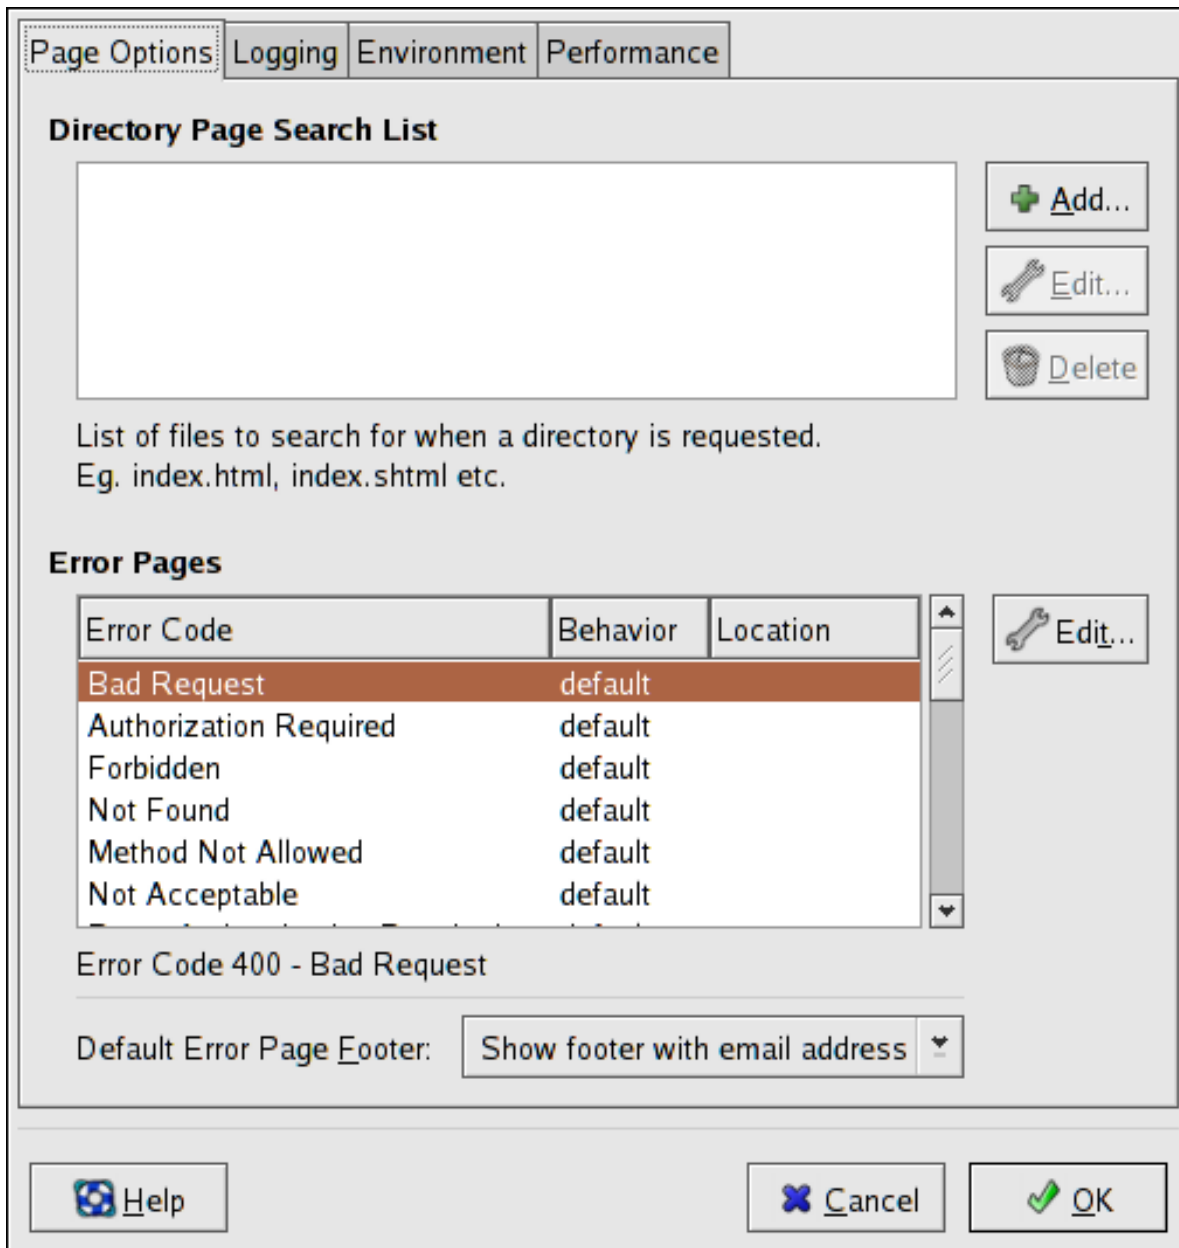 Page Options Logging Environment Performance
Directory Page Search List
Add...
Edit...
Delete
List of files to search for when a directory is requested.
Eg. index.html, index.shtml etc.
Error Pages
Error Code Behavior Location
Edit...
Bad Request default
Authorization Required default
Forbidden default
Not Found default
Method Not Allowed default
Not Acceptable default
Error Code 400 - Bad Request
Default Error Page Footer: Show footer with email address
Help Cancel OK